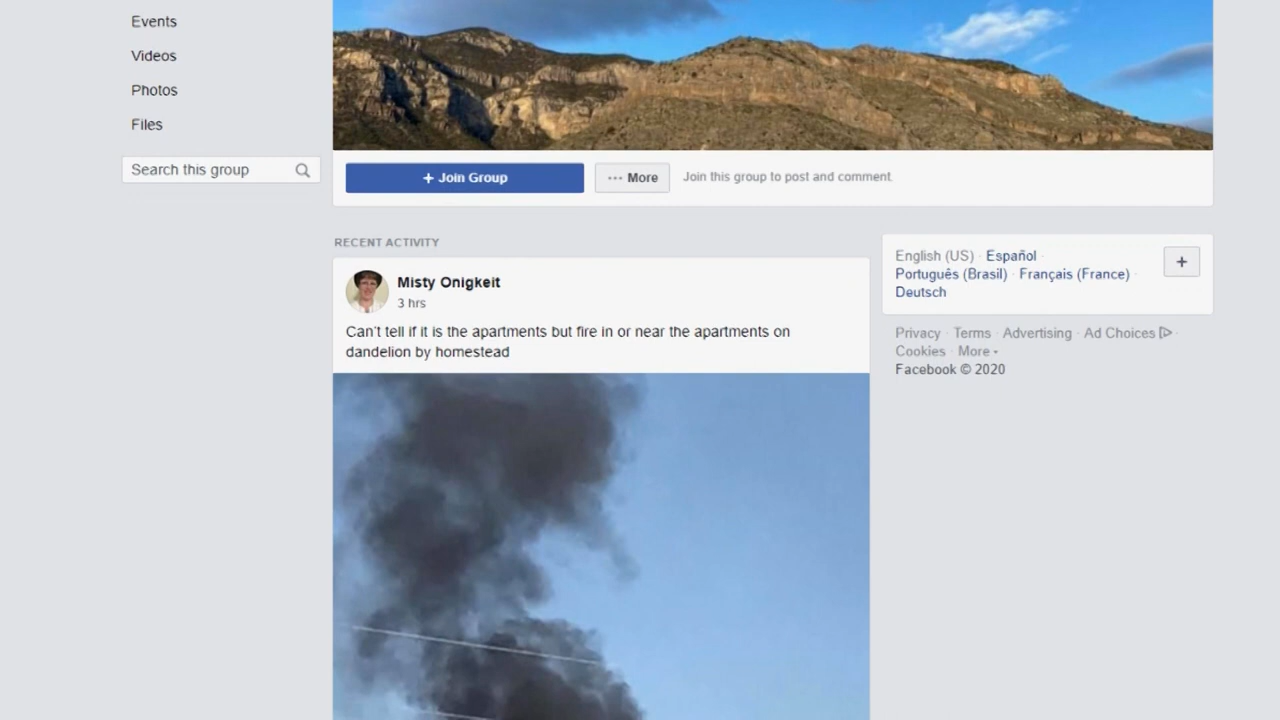 Events
Videos
Photos
Files
Search this group
+ Join Group
··· More
Join this group to post and comment.
RECENT ACTIVITY
Misty Onigkeit
3 hrs
Can't tell if it is the apartments but fire in or near the apartments on
dandelion by homestead
English (US) · Español ·
Português (Brasil) · Français (France) ·
Deutsch
+
Privacy · Terms · Advertising · Ad Choices ·
Cookies · More
Facebook © 2020